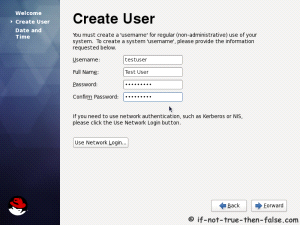 Welcome
Create User
Date and
Time
Create User
You must create a 'username' for regular (non-administrative) use of your
system. To create a system 'username', please provide the information
requested below.
Username: testuser
Full Name: Test User
Password: •••••••••
Confirm Password: •••••••••
If you need to use network authentication, such as Kerberos or NIS,
please click the Use Network Login button.
Use Network Login...
Back Forward
© if-not-true-then-false.com